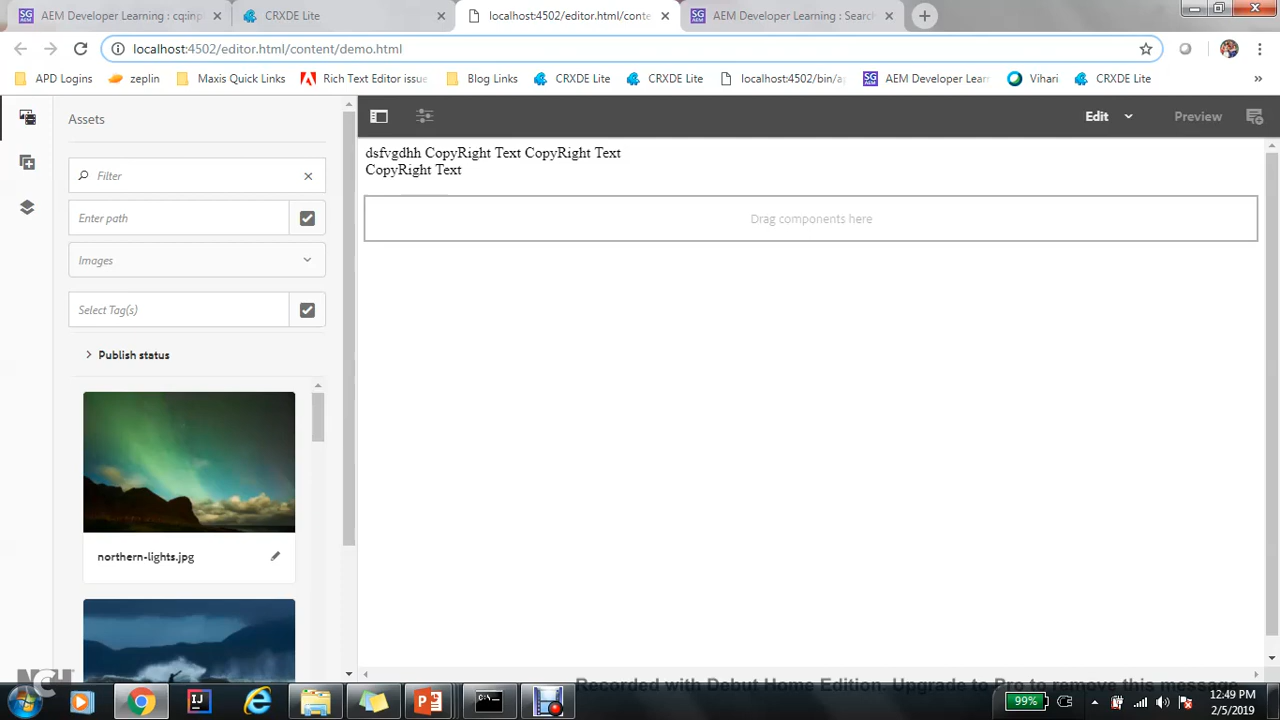 AEM Developer Learning : cq:inp
CRXDE Lite
localhost:4502/editor.html/conte
AEM Developer Learning : Search
localhost:4502/editor.html/content/demo.html
APD Logins
zeplin
Maxis Quick Links
Rich Text Editor issue
Blog Links
CRXDE Lite
CRXDE Lite
localhost:4502/bin/a
AEM Developer Learn
Vihari
CRXDE Lite
»
Assets
Edit
Preview
Filter
Enter path
Images
Select Tag(s)
Publish status
northern-lights.jpg
dsfvgdhh CopyRight Text CopyRight Text
CopyRight Text
Drag components here
NCH
Recorded with Debut Home Edition. Upgrade to Pro to remove this message
99%
12:49 PM
2/5/2019